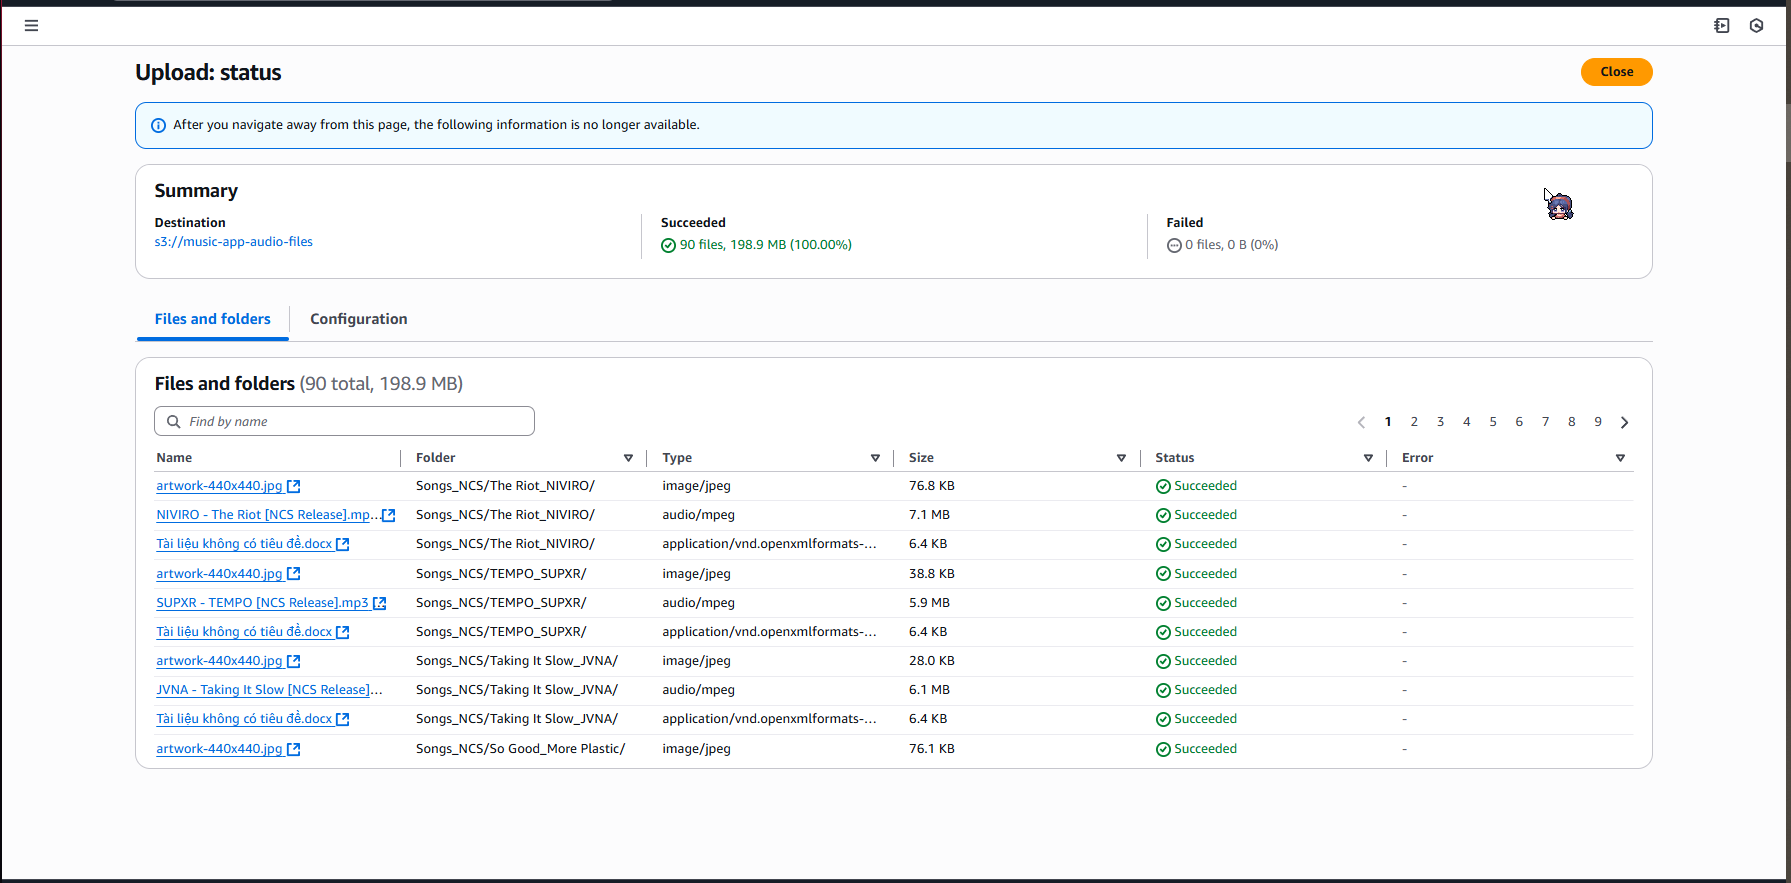 Upload: status
Close
After you navigate away from this page, the following information is no longer available.
Summary
Destination
s3://music-app-audio-files
Succeeded
90 files, 198.9 MB (100.00%)
Failed
0 files, 0 B (0%)
Files and folders
Configuration
Files and folders (90 total, 198.9 MB)
Find by name
1 2 3 4 5 6 7 8 9
Name Folder Type Size Status Error
artwork-440x440.jpg Songs_NCS/The Riot_NIVIRO/ image/jpeg 76.8 KB Succeeded -
NIVIRO - The Riot [NCS Release].mp... Songs_NCS/The Riot_NIVIRO/ audio/mpeg 7.1 MB Succeeded -
Tài liệu không có tiêu đề.docx Songs_NCS/The Riot_NIVIRO/ application/vnd.openxmlformats-... 6.4 KB Succeeded -
artwork-440x440.jpg Songs_NCS/TEMPO_SUPXR/ image/jpeg 38.8 KB Succeeded -
SUPXR - TEMPO [NCS Release].mp3 Songs_NCS/TEMPO_SUPXR/ audio/mpeg 5.9 MB Succeeded -
Tài liệu không có tiêu đề.docx Songs_NCS/TEMPO_SUPXR/ application/vnd.openxmlformats-... 6.4 KB Succeeded -
artwork-440x440.jpg Songs_NCS/Taking It Slow_JVNA/ image/jpeg 28.0 KB Succeeded -
JVNA - Taking It Slow [NCS Release]... Songs_NCS/Taking It Slow_JVNA/ audio/mpeg 6.1 MB Succeeded -
Tài liệu không có tiêu đề.docx Songs_NCS/Taking It Slow_JVNA/ application/vnd.openxmlformats-... 6.4 KB Succeeded -
artwork-440x440.jpg Songs_NCS/So Good_More Plastic/ image/jpeg 76.1 KB Succeeded -